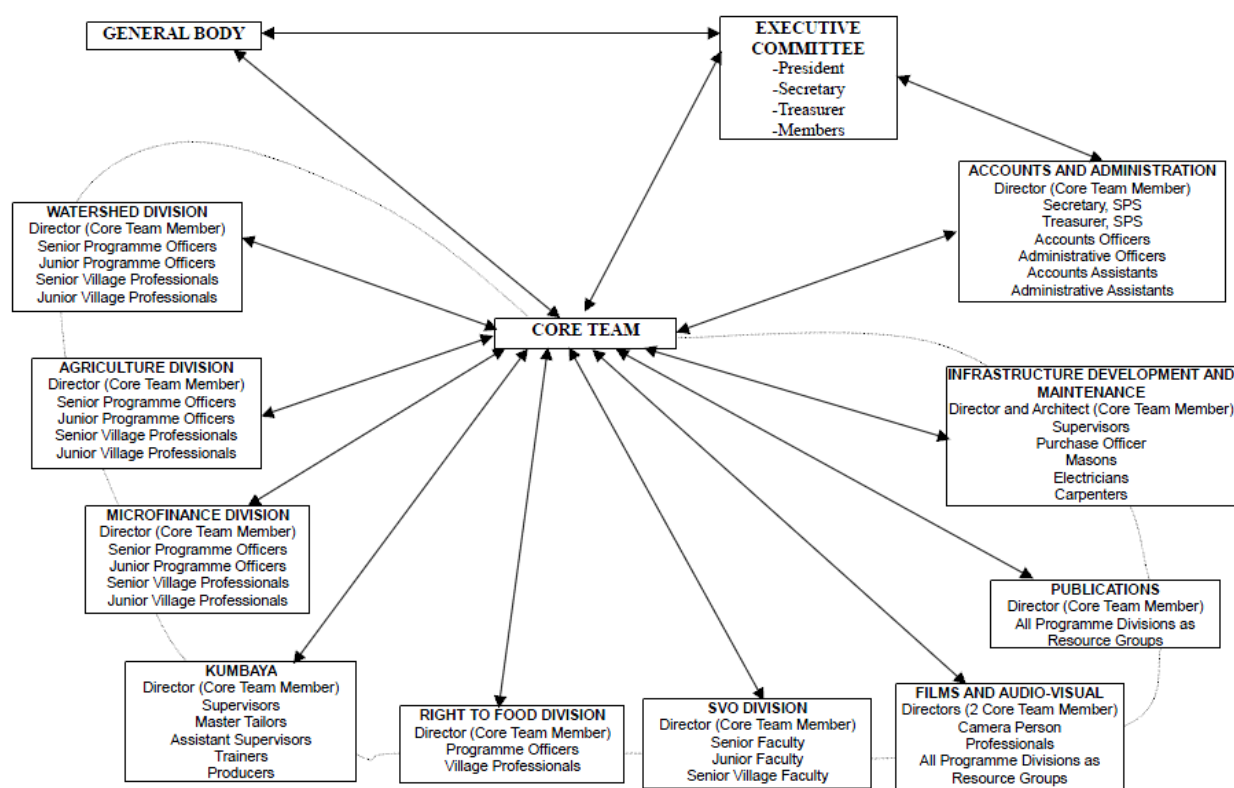 GENERAL BODY
EXECUTIVE
COMMITTEE
-President
-Secretary
-Treasurer
-Members
ACCOUNTS AND ADMINISTRATION
Director (Core Team Member)
Secretary, SPS
Treasurer, SPS
Accounts Officers
Administrative Officers
Accounts Assistants
Administrative Assistants
WATERSHED DIVISION
Director (Core Team Member)
Senior Programme Officers
Junior Programme Officers
Senior Village Professionals
Junior Village Professionals
CORE TEAM
AGRICULTURE DIVISION
Director (Core Team Member)
Senior Programme Officers
Junior Programme Officers
Senior Village Professionals
Junior Village Professionals
INFRASTRUCTURE DEVELOPMENT AND
MAINTENANCE
Director and Architect (Core Team Member)
Supervisors
Purchase Officer
Masons
Electricians
Carpenters
MICROFINANCE DIVISION
Director (Core Team Member)
Senior Programme Officers
Junior Programme Officers
Senior Village Professionals
Junior Village Professionals
PUBLICATIONS
Director (Core Team Member)
All Programme Divisions as
Resource Groups
KUMBAYA
Director (Core Team Member)
Supervisors
Master Tailors
Assistant Supervisors
Trainers
Producers
RIGHT TO FOOD DIVISION
Director (Core Team Member)
Programme Officers
Village Professionals
SVO DIVISION
Director (Core Team Member)
Senior Faculty
Junior Faculty
Senior Village Faculty
FILMS AND AUDIO-VISUAL
Directors (2 Core Team Member)
Camera Person
Professionals
All Programme Divisions as
Resource Groups